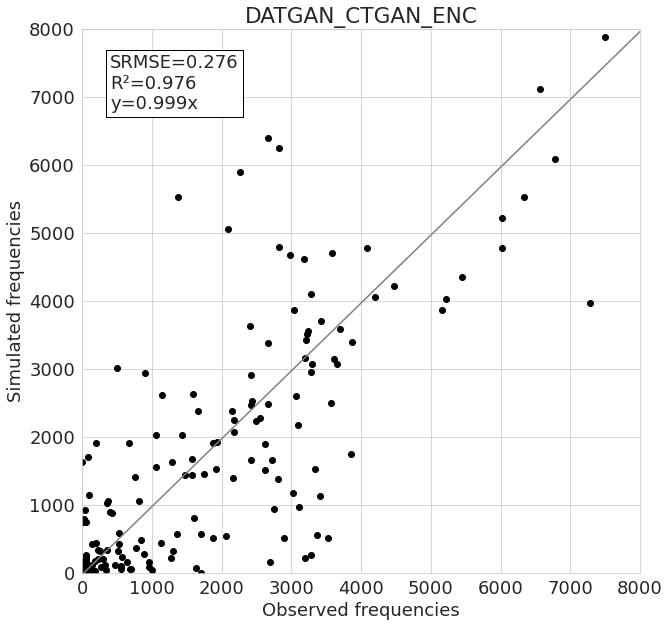 DATGAN_CTGAN_ENC
SRMSE=0.276
R²=0.976
y=0.999x
8000
7000
6000
5000
4000
3000
2000
1000
0
Simulated frequencies
0 1000 2000 3000 4000 5000 6000 7000 8000
Observed frequencies